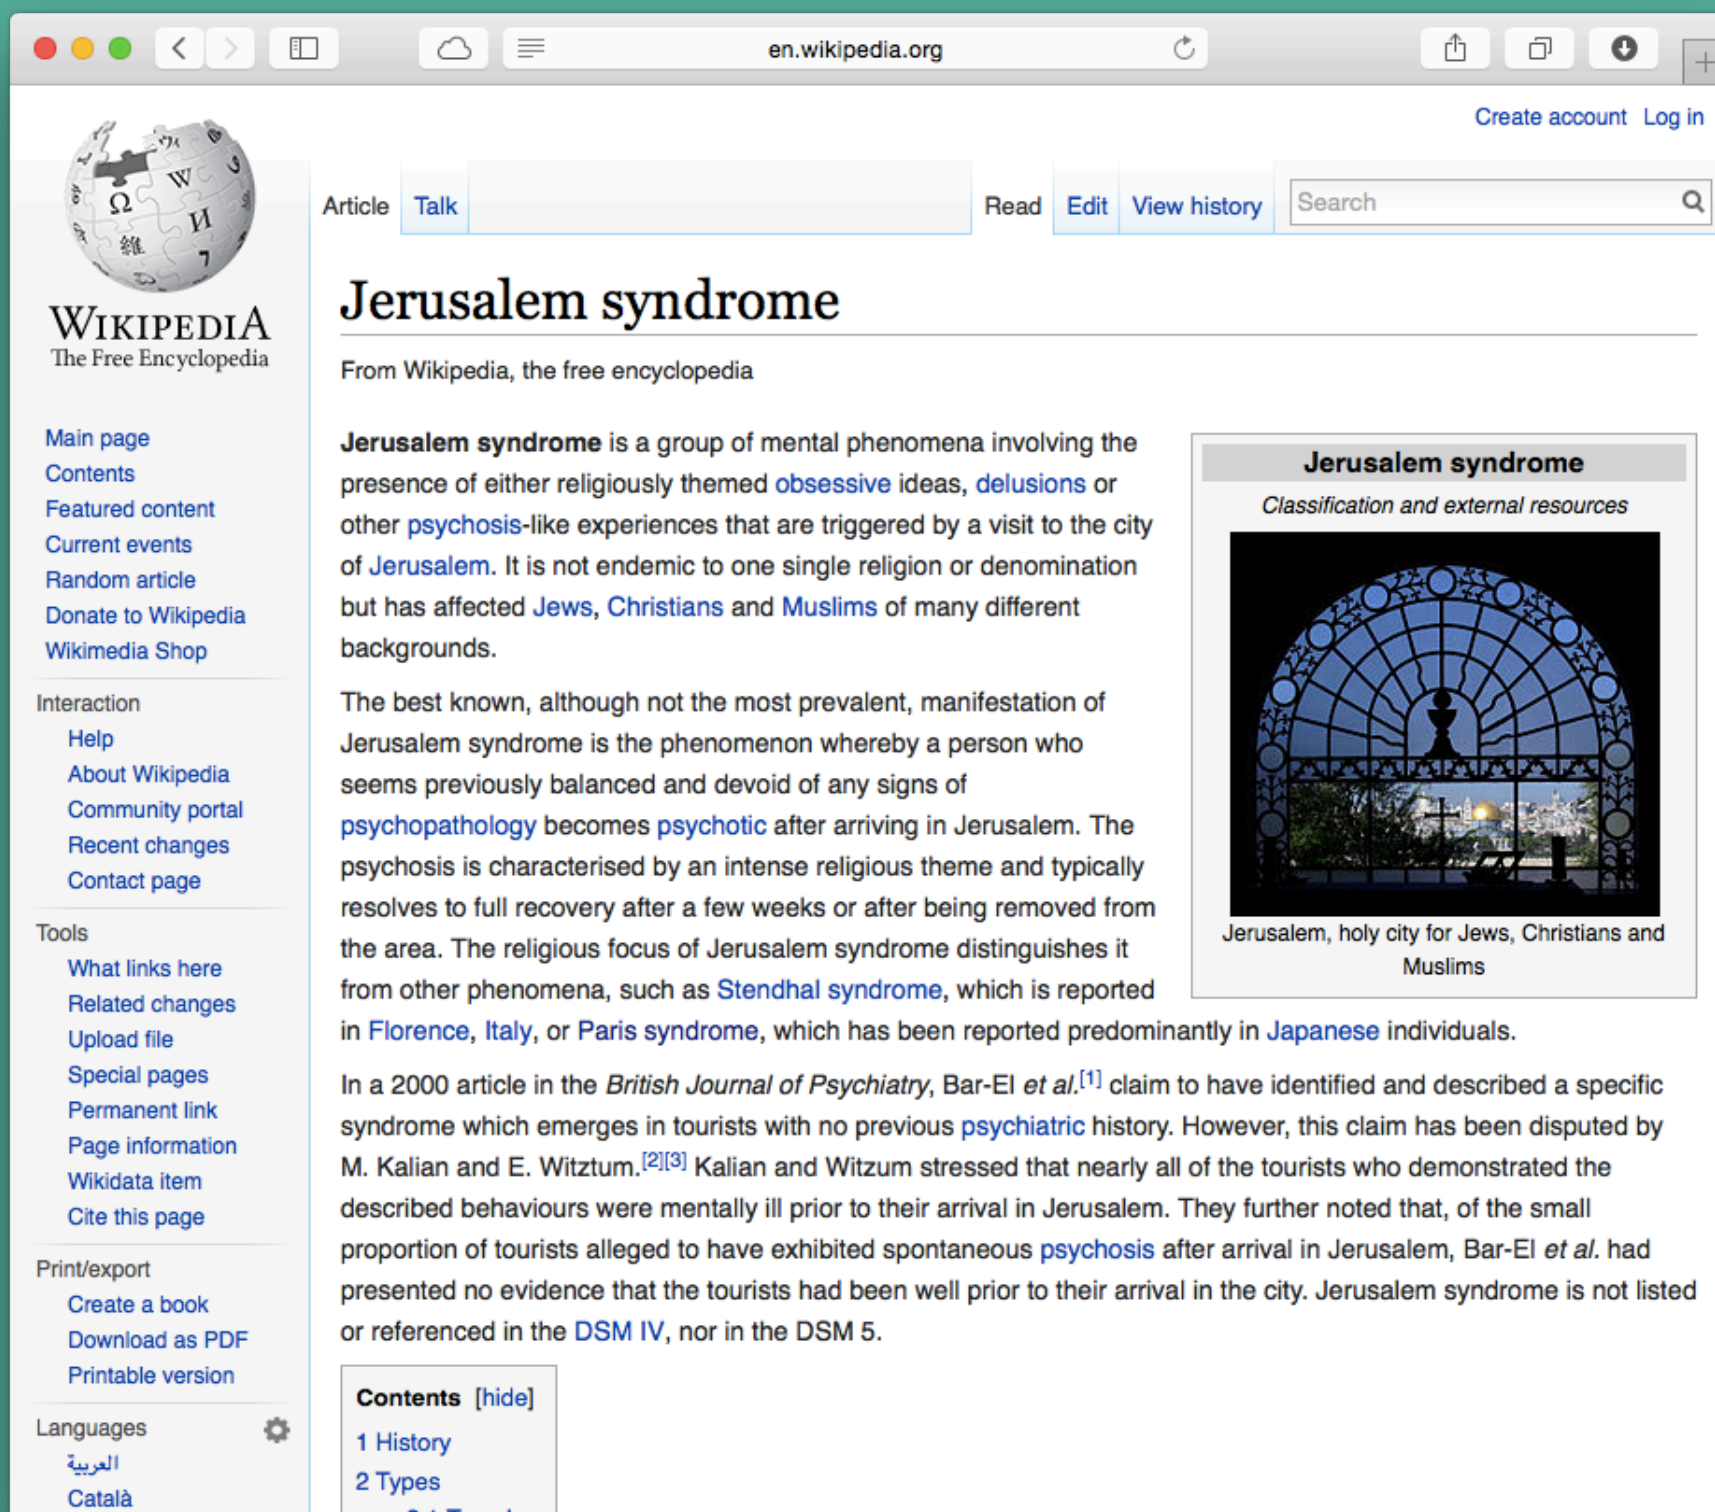 en.wikipedia.org
Create account Log in
Article Talk Read Edit View history Search
WIKIPEDIA
The Free Encyclopedia
Main page
Contents
Featured content
Current events
Random article
Donate to Wikipedia
Wikimedia Shop
Interaction
Help
About Wikipedia
Community portal
Recent changes
Contact page
Tools
What links here
Related changes
Upload file
Special pages
Permanent link
Page information
Wikidata item
Cite this page
Print/export
Create a book
Download as PDF
Printable version
Languages
العربية
Català
Jerusalem syndrome
From Wikipedia, the free encyclopedia
Jerusalem syndrome is a group of mental phenomena involving the
presence of either religiously themed obsessive ideas, delusions or
other psychosis-like experiences that are triggered by a visit to the city
of Jerusalem. It is not endemic to one single religion or denomination
but has affected Jews, Christians and Muslims of many different
backgrounds.
The best known, although not the most prevalent, manifestation of
Jerusalem syndrome is the phenomenon whereby a person who
seems previously balanced and devoid of any signs of
psychopathology becomes psychotic after arriving in Jerusalem. The
psychosis is characterised by an intense religious theme and typically
resolves to full recovery after a few weeks or after being removed from
the area. The religious focus of Jerusalem syndrome distinguishes it
from other phenomena, such as Stendhal syndrome, which is reported
in Florence, Italy, or Paris syndrome, which has been reported predominantly in Japanese individuals.
Jerusalem syndrome
Classification and external resources
Jerusalem, holy city for Jews, Christians and
Muslims
In a 2000 article in the British Journal of Psychiatry, Bar-El et al.[1] claim to have identified and described a specific
syndrome which emerges in tourists with no previous psychiatric history. However, this claim has been disputed by
M. Kalian and E. Witztum.[2][3] Kalian and Witzum stressed that nearly all of the tourists who demonstrated the
described behaviours were mentally ill prior to their arrival in Jerusalem. They further noted that, of the small
proportion of tourists alleged to have exhibited spontaneous psychosis after arrival in Jerusalem, Bar-El et al. had
presented no evidence that the tourists had been well prior to their arrival in the city. Jerusalem syndrome is not listed
or referenced in the DSM IV, nor in the DSM 5.
Contents [hide]
1 History
2 Types